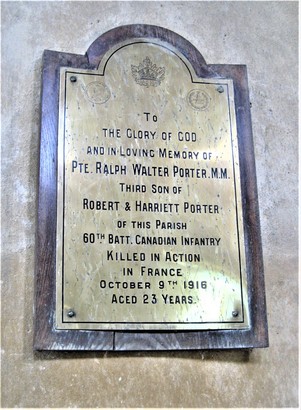 To
THE GLORY OF GOD
AND IN LOVING MEMORY OF
PTE. RALPH WALTER PORTER, M.M.
THIRD SON OF
ROBERT & HARRIETT PORTER
OF THIS PARISH
60TH BATT. CANADIAN INFANTRY
KILLED IN ACTION
IN FRANCE
OCTOBER 9TH 1916
AGED 23 YEARS.